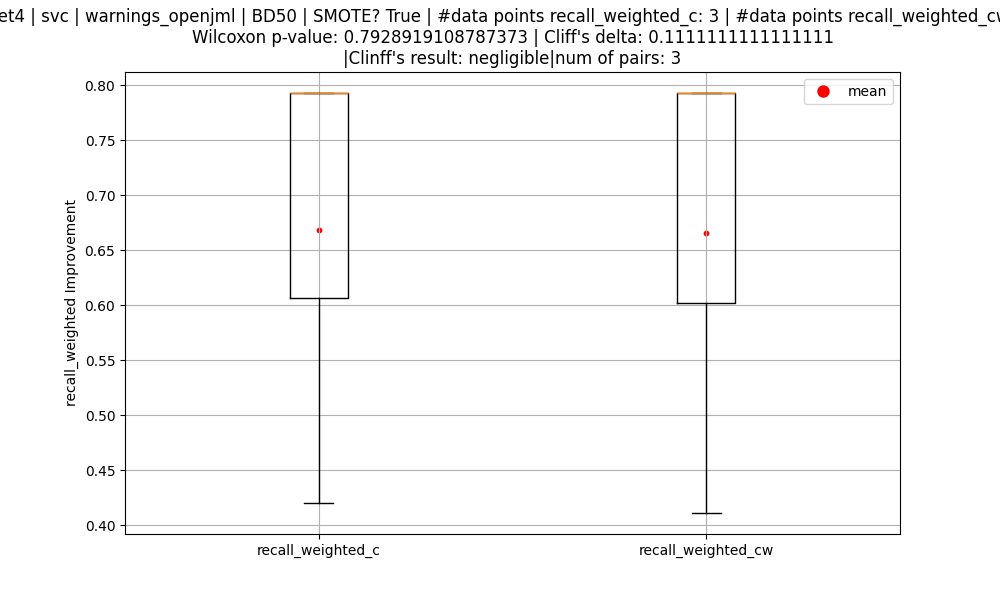 et4 | svc | warnings_openjml | BD50 | SMOTE? True | #data points recall_weighted_c: 3 | #data points recall_weighted_cw
Wilcoxon p-value: 0.7928919108787373 | Cliff's delta: 0.1111111111111111
|Clinff's result: negligible|num of pairs: 3
mean
0.80
0.75
0.70
0.65
0.60
0.55
0.50
0.45
0.40
recall_weighted Improvement
recall_weighted_c
recall_weighted_cw